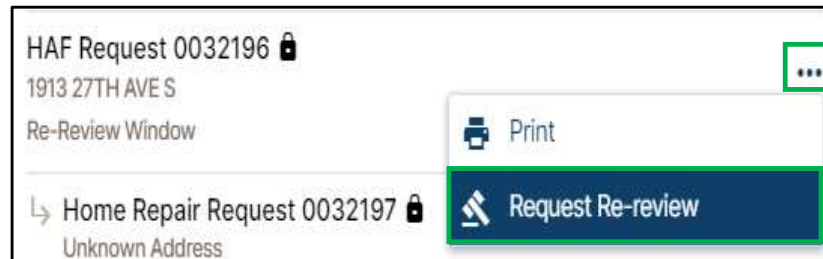 HAF Request 0032196
1913 27TH AVE S
Re-Review Window
Print
Request Re-review
Home Repair Request 0032197
Unknown Address